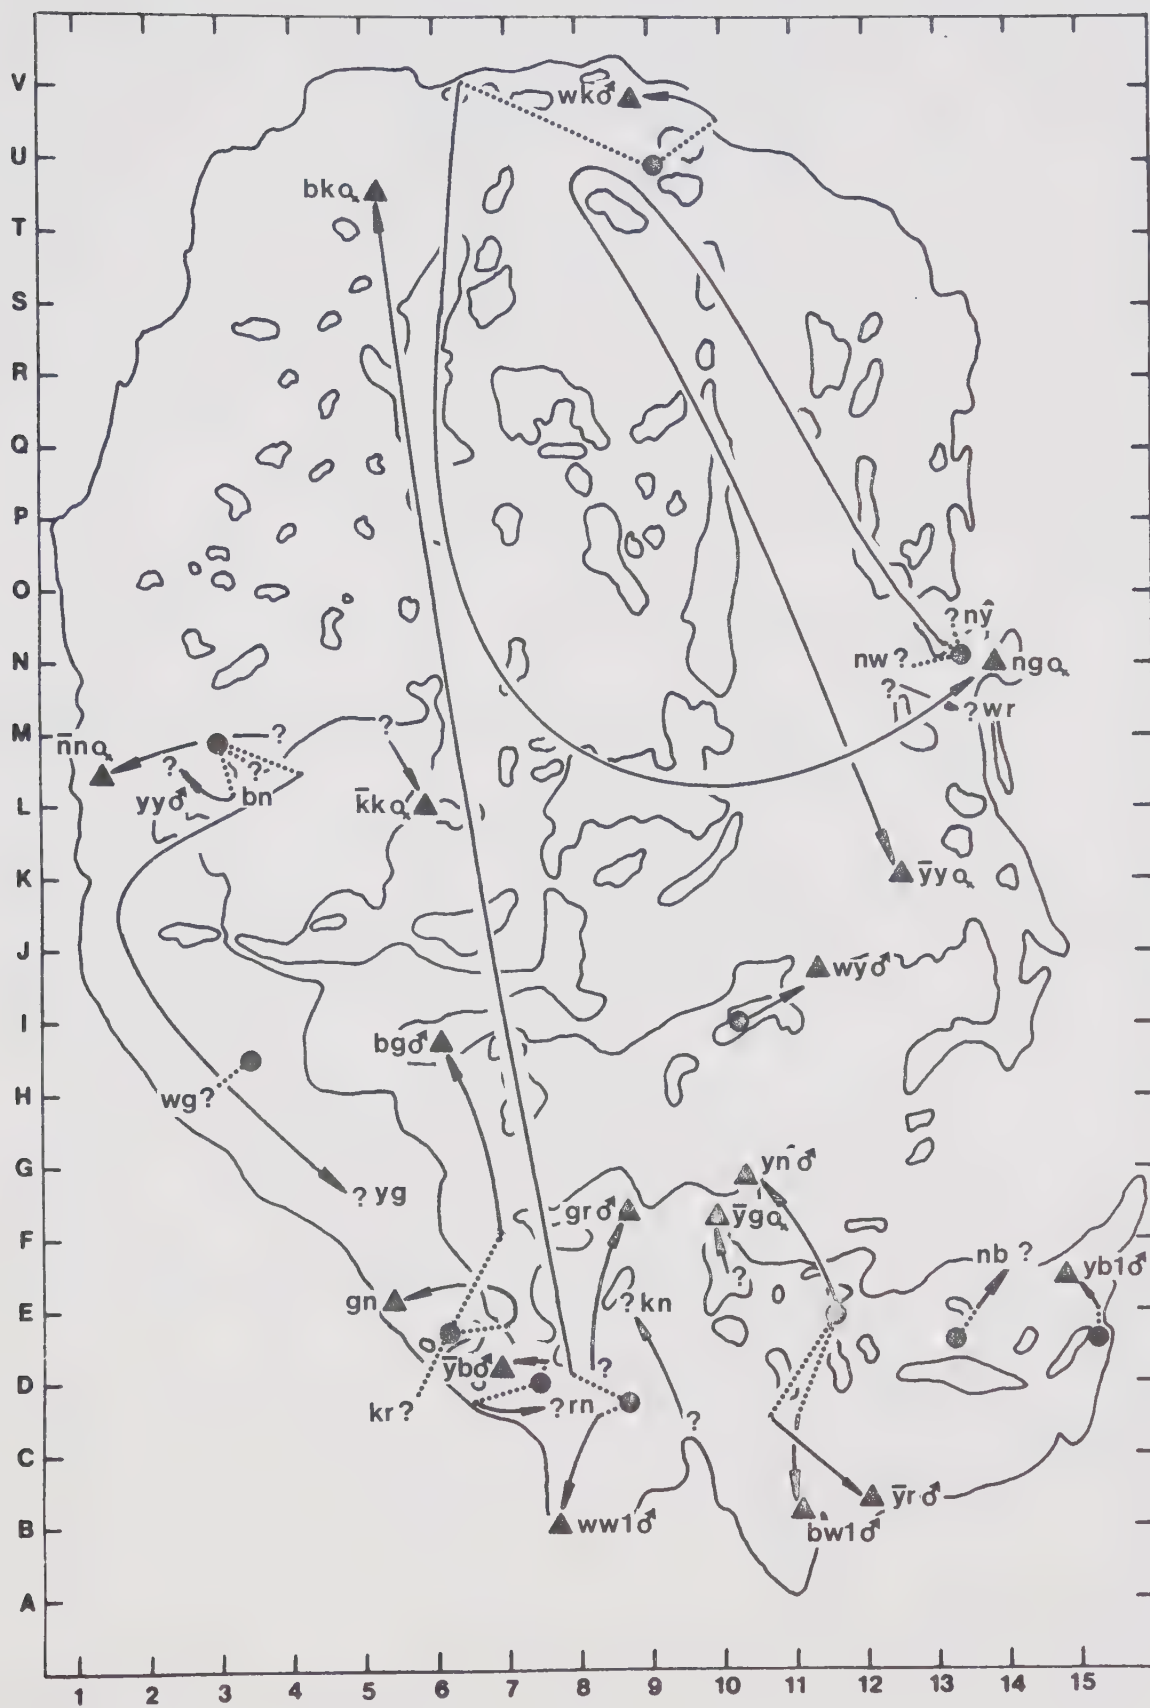 V
wk♂
U
bk♀
T
S
R
Q
P
O
? ny
N
nw ?
ng♀
?
? wr
M
n̄n♀
?
?
?
?
yy♂
bn
k̄k♀
L
K
ȳy♀
J
wy♂
I
bg♂
H
wg?
G
yn♂
? yg
gr♂
ȳg♀
F
nb ?
?
yb1♂
gn
? kn
E
ȳb♂
?
D
kr?
? rn
?
C
ȳr♂
B
ww1♂
bw1♂
A
1 2 3 4 5 6 7 8 9 10 11 12 13 14 15